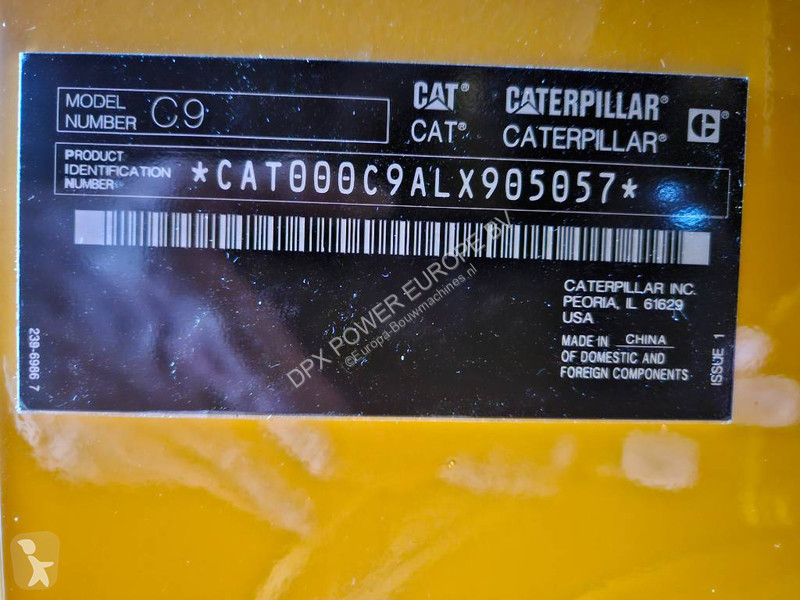 MODEL NUMBER C9
CAT® CATERPILLAR®
CAT® CATERPILLAR®
PRODUCT IDENTIFICATION NUMBER *CAT000C9ALX905057*
CATERPILLAR INC.
PEORIA, IL 61629
USA
MADE IN CHINA
OF DOMESTIC AND
FOREIGN COMPONENTS
239-6986 7
ISSUE 1
DPX POWER EUROPE BV
©Europa-Bouwmachines.nl